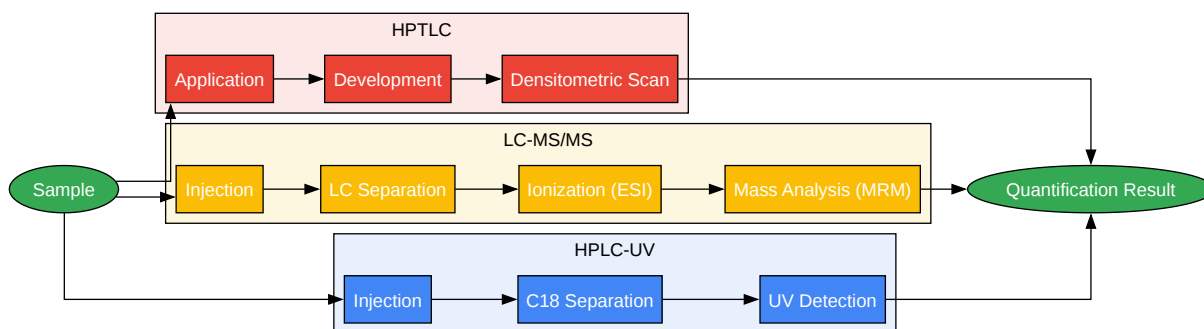 HPTLC
Application
Development
Densitometric Scan
LC-MS/MS
Sample
Injection
LC Separation
Ionization (ESI)
Mass Analysis (MRM)
Quantification Result
HPLC-UV
Injection
C18 Separation
UV Detection